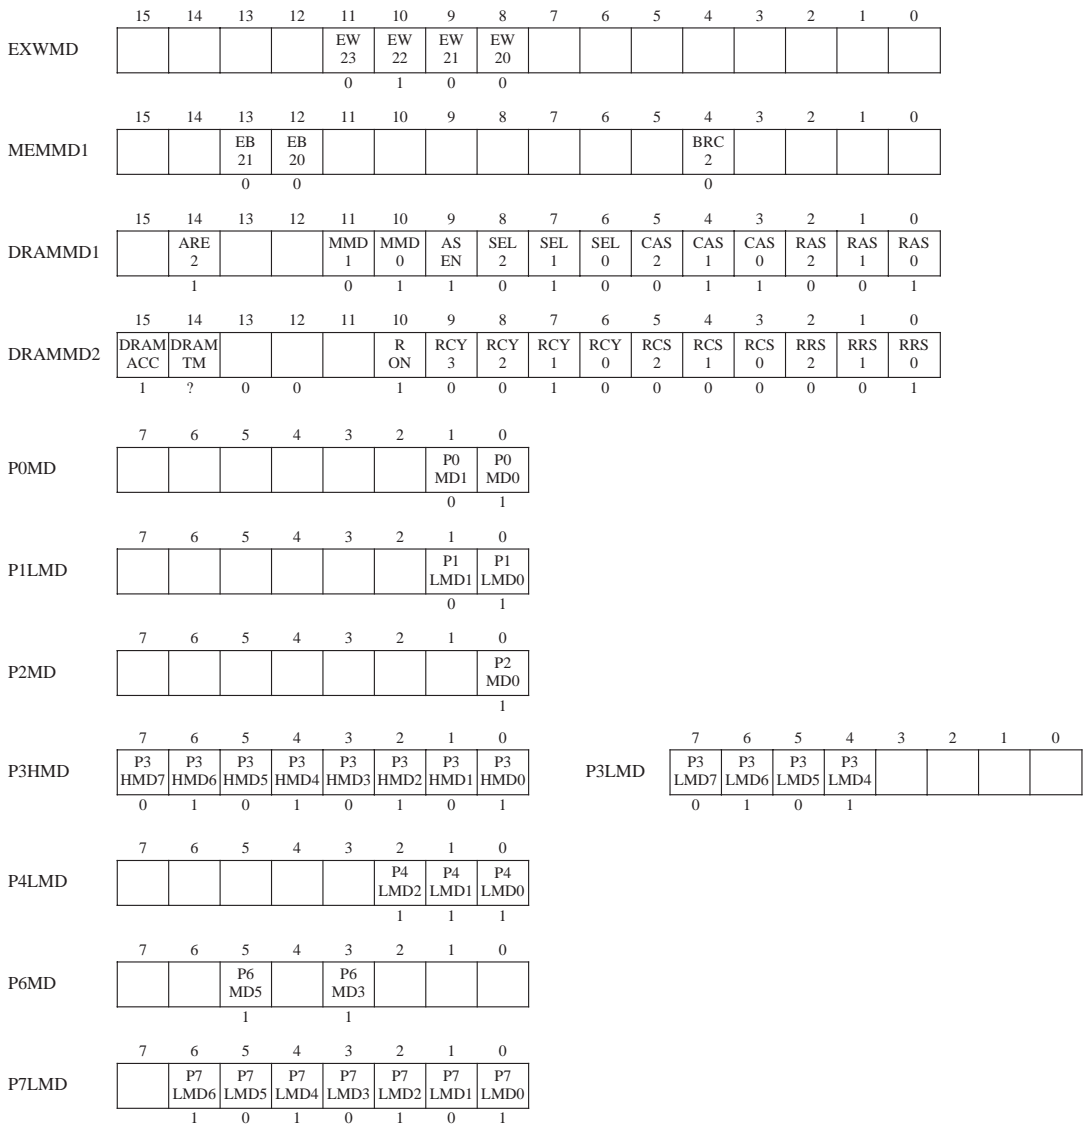 15 14 13 12 11 10 9 8 7 6 5 4 3 2 1 0
EXWMD
EW EW EW EW
23 22 21 20
0 1 0 0
15 14 13 12 11 10 9 8 7 6 5 4 3 2 1 0
MEMMD1
EB EB BRC
21 20 2
0 0 0
15 14 13 12 11 10 9 8 7 6 5 4 3 2 1 0
DRAMMD1
ARE MMD MMD AS SEL SEL SEL CAS CAS CAS RAS RAS RAS
2 1 0 EN 2 1 0 2 1 0 2 1 0
1 0 1 1 0 1 0 0 1 1 0 0 1
15 14 13 12 11 10 9 8 7 6 5 4 3 2 1 0
DRAMMD2
DRAM DRAM R RCY RCY RCY RCY RCS RCS RCS RRS RRS RRS
ACC TM ON 3 2 1 0 2 1 0 2 1 0
1 ? 0 0 1 0 0 1 0 0 0 0 0 0 1
7 6 5 4 3 2 1 0
P0MD
P0 P0
MD1 MD0
0 1
7 6 5 4 3 2 1 0
P1LMD
P1 P1
LMD1 LMD0
0 1
7 6 5 4 3 2 1 0
P2MD
P2
MD0
1
7 6 5 4 3 2 1 0
P3HMD
P3 P3 P3 P3 P3 P3 P3 P3
HMD7 HMD6 HMD5 HMD4 HMD3 HMD2 HMD1 HMD0
0 1 0 1 0 1 0 1
7 6 5 4 3 2 1 0
P3LMD
P3 P3 P3 P3
LMD7 LMD6 LMD5 LMD4
0 1 0 1
7 6 5 4 3 2 1 0
P4LMD
P4 P4 P4
LMD2 LMD1 LMD0
1 1 1
7 6 5 4 3 2 1 0
P6MD
P6 P6
MD5 MD3
1 1
7 6 5 4 3 2 1 0
P7LMD
P7 P7 P7 P7 P7 P7 P7
LMD6 LMD5 LMD4 LMD3 LMD2 LMD1 LMD0
1 0 1 0 1 0 1